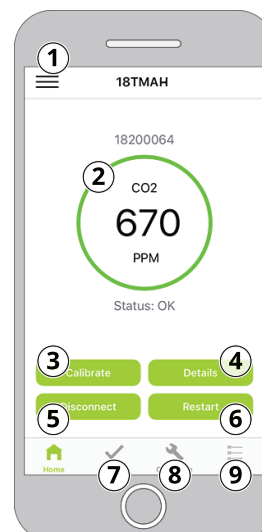 1
18TMAH
18200064
2
CO2
670
PPM
Status: OK
3 4
Calibrate Details
Disconnect Restart
5 6
Home
7 8 9